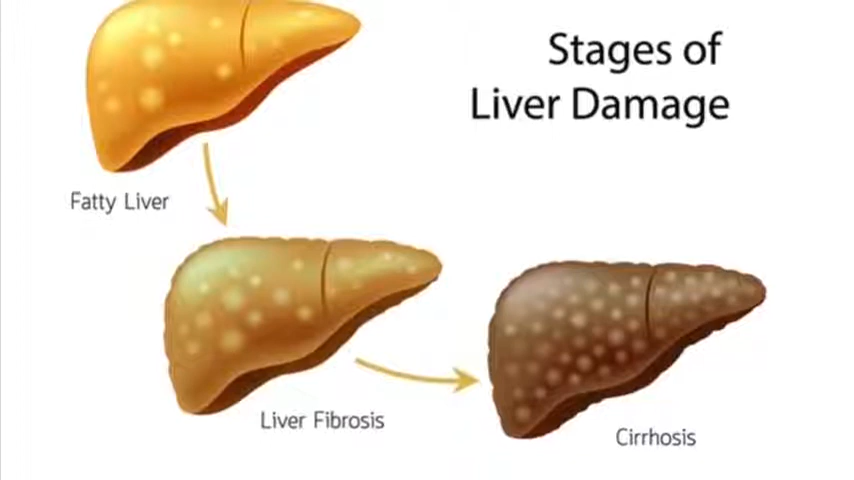 Stages of
Liver Damage
Fatty Liver
Liver Fibrosis
Cirrhosis